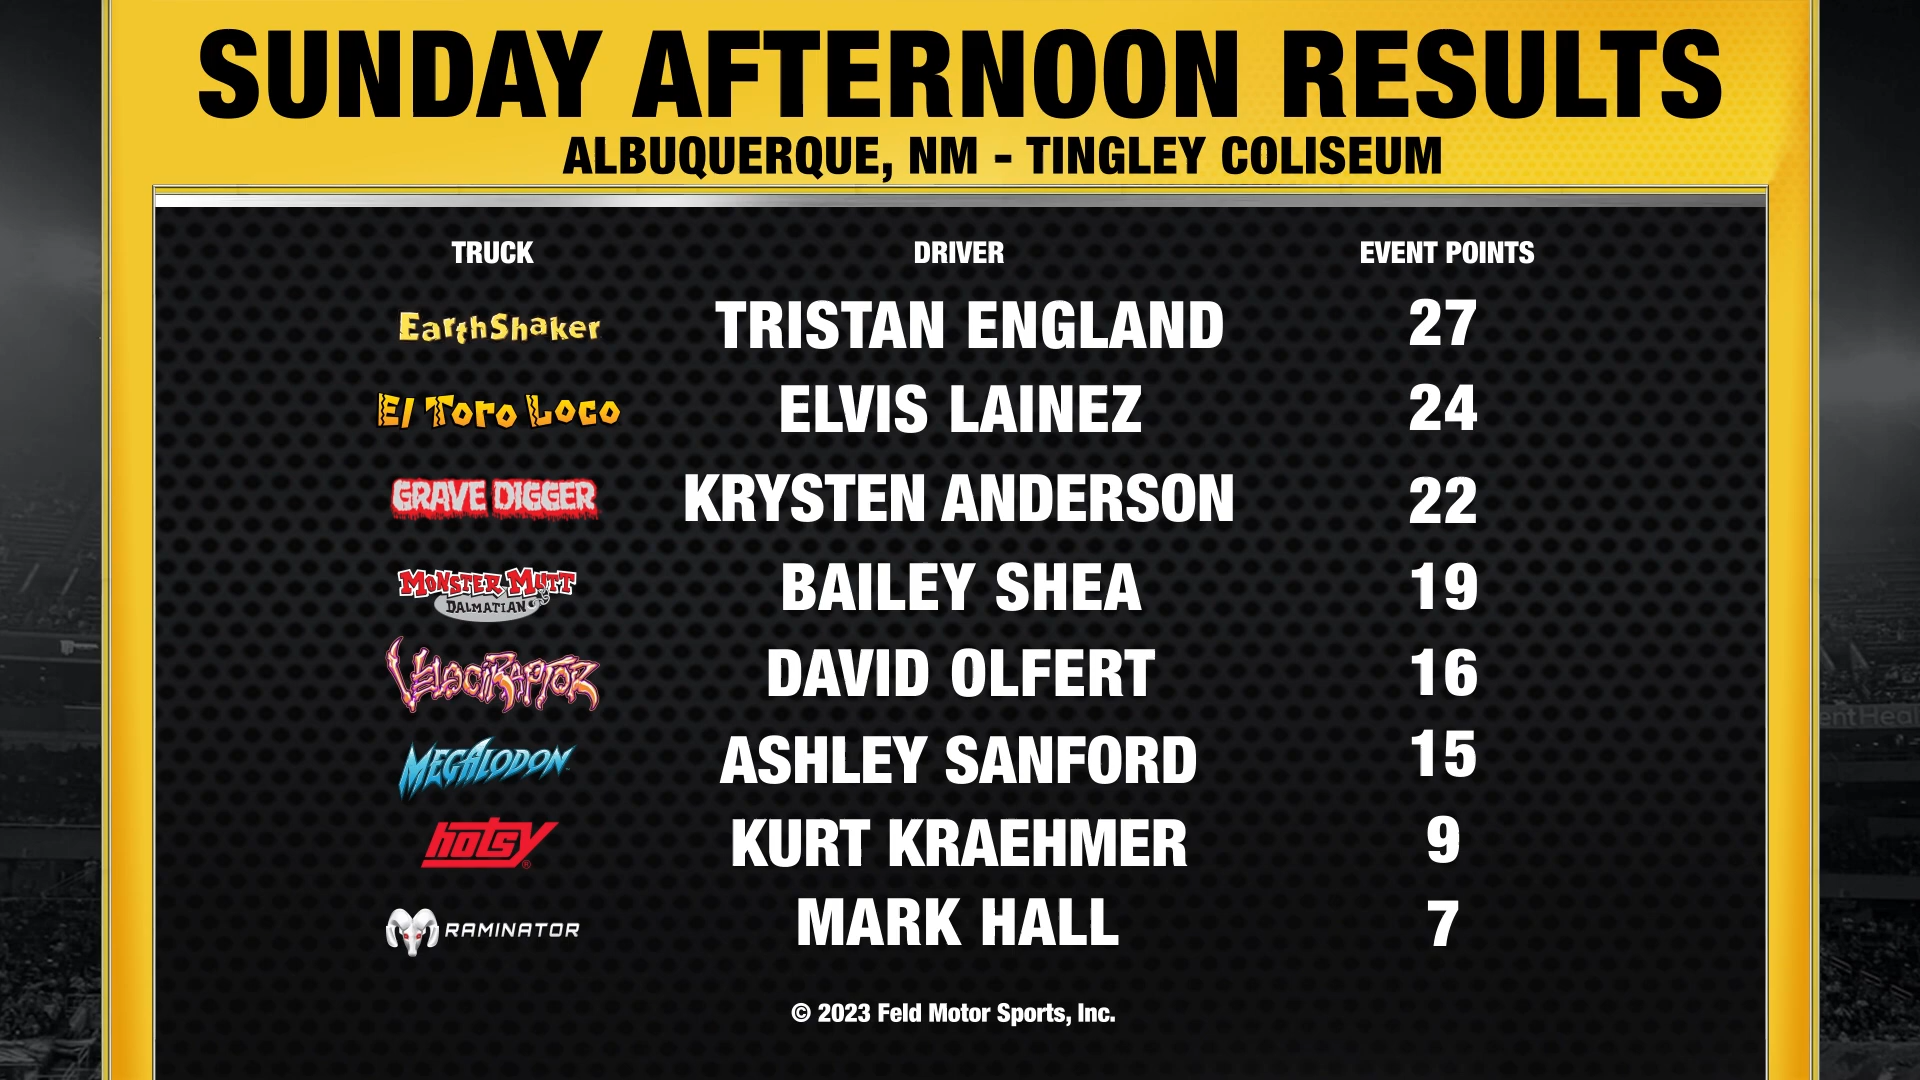 SUNDAY AFTERNOON RESULTS
ALBUQUERQUE, NM - TINGLEY COLISEUM
TRUCK DRIVER EVENT POINTS
EarthShaker TRISTAN ENGLAND 27
El Toro Loco ELVIS LAINEZ 24
GRAVE DIGGER KRYSTEN ANDERSON 22
MONSTER MUTT DALMATIAN BAILEY SHEA 19
VELOCIRAPTOR DAVID OLFERT 16
MEGALODON ASHLEY SANFORD 15
hotsy® KURT KRAEHMER 9
RAMINATOR MARK HALL 7
© 2023 Feld Motor Sports, Inc.